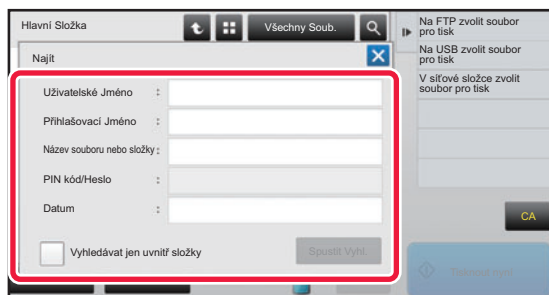 Hlavní Složka
Všechny Soub.
Najít
Uživatelské Jméno :
Přihlašovací Jméno :
Název souboru nebo složky :
PIN kód/Heslo :
Datum :
Vyhledávat jen uvnitř složky
Spustit Vyhl.
Na FTP zvolit soubor
pro tisk
Na USB zvolit soubor
pro tisk
V síťové složce zvolit
soubor pro tisk
CA
Tisknout nyní